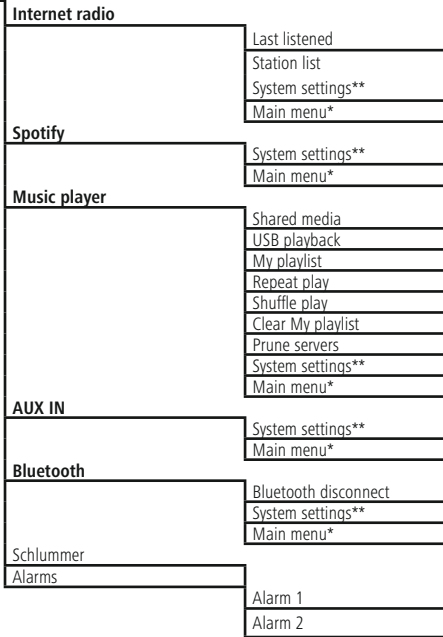 Internet radio
Last listened
Station list
System settings**
Main menu*
Spotify
System settings**
Main menu*
Music player
Shared media
USB playback
My playlist
Repeat play
Shuffle play
Clear My playlist
Prune servers
System settings**
Main menu*
AUX IN
System settings**
Main menu*
Bluetooth
Bluetooth disconnect
System settings**
Main menu*
Schlummer
Alarms
Alarm 1
Alarm 2